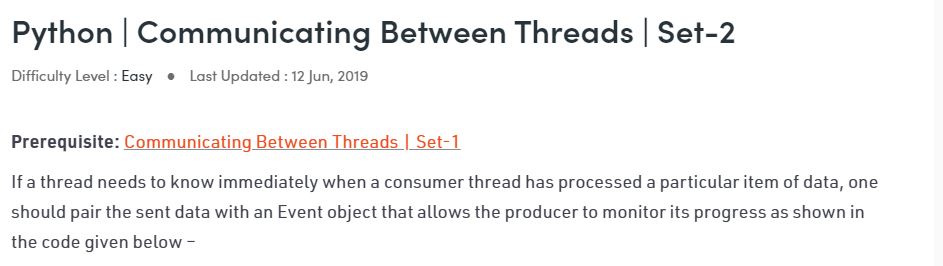 Python | Communicating Between Threads | Set-2
Difficulty Level : Easy ● Last Updated : 12 Jun, 2019
Prerequisite: Communicating Between Threads | Set-1
If a thread needs to know immediately when a consumer thread has processed a particular item of data, one
should pair the sent data with an Event object that allows the producer to monitor its progress as shown in
the code given below –